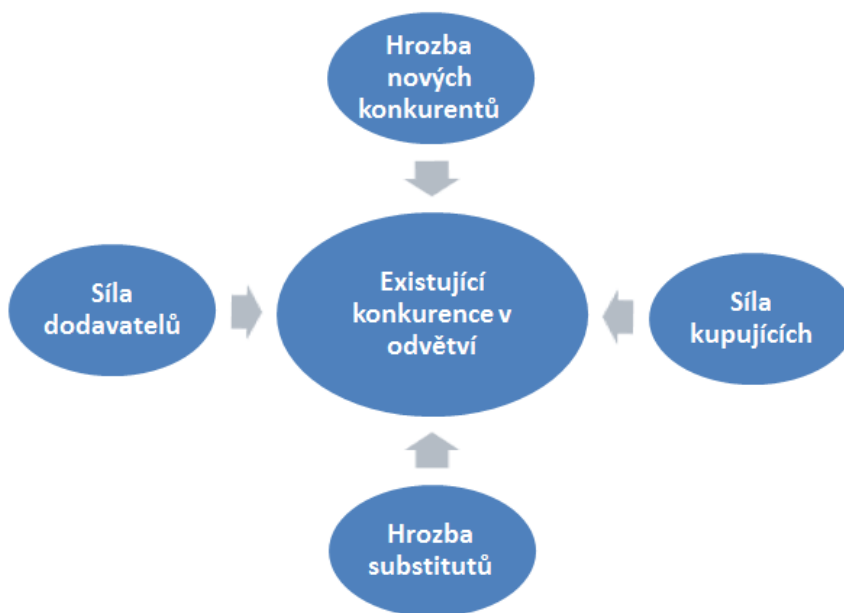 Hrozba
nových
konkurentů
Síla
dodavatelů
Existující
konkurence v
odvětví
Síla
kupujících
Hrozba
substitutů